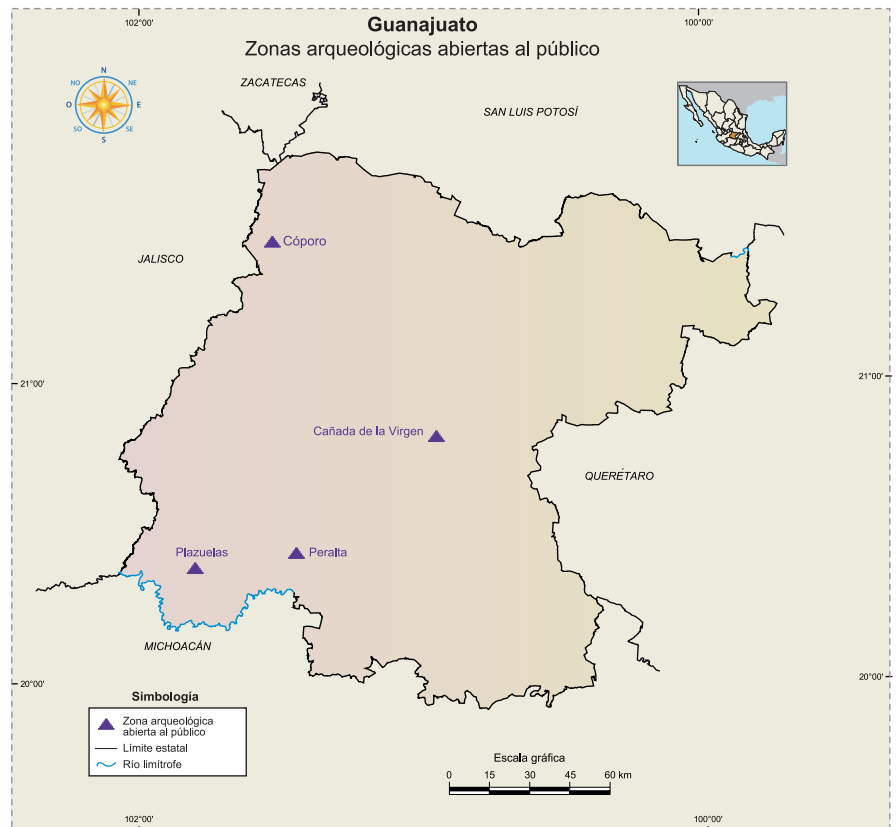 102°00'
100°00'
Guanajuato
Zonas arqueológicas abiertas al público
N
NO
NE
O
E
SO
SE
S
ZACATECAS
SAN LUIS POTOSÍ
Cóporo
JALISCO
21°00'
21°00'
Cañada de la Virgen
QUERÉTARO
Plazuelas
Peralta
MICHOACÁN
20°00'
20°00'
Simbología
Zona arqueológica
abierta al público
Límite estatal
Río limítrofe
Escala gráfica
0 15 30 45 60 km
102°00'
100°00'